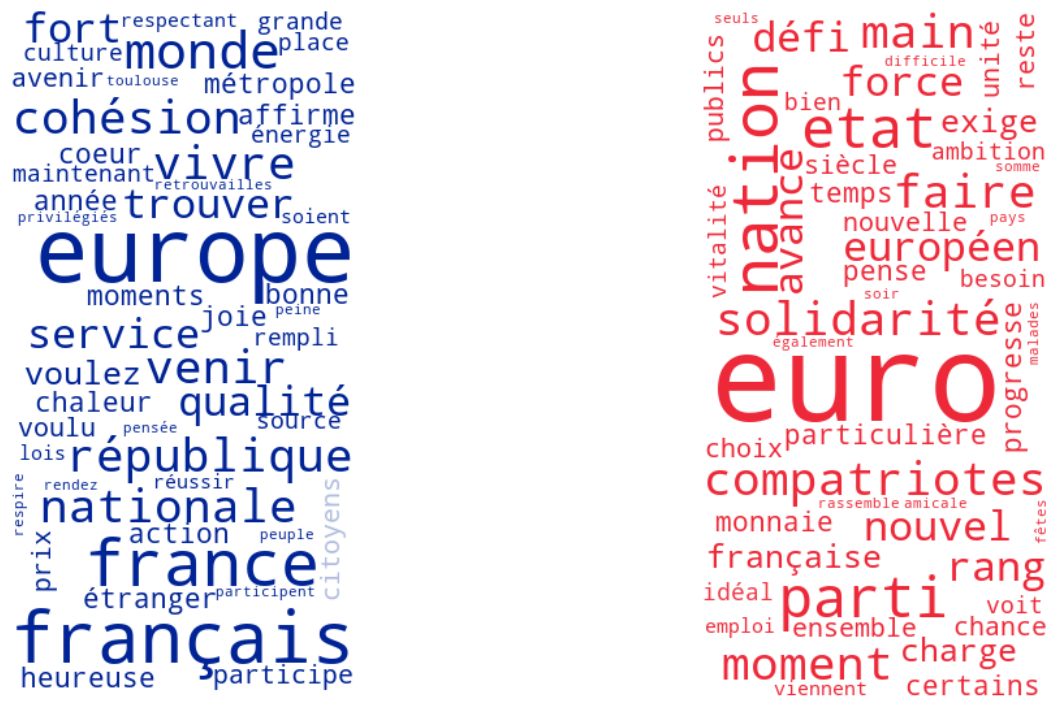 fort respectant grande
culture monde place
avenir toulouse métropole
cohésion affirme
énergie
coeur vivre
maintenant
retrouvailles
année trouver soient
privilégiés
europe
moments bonne
joie peine
service rempli
voulez venir
chaleur qualité
voulu pensée source
lois république
rendez réussir
respire nationale citoyens
action peuple
prix france
étranger participent
français
heureuse participe
seuls défi main unité reste
publics difficile
nation force
bien
etat exige
avance siècle ambition
somme
vitalité temps faire
nouvelle pays
européen
pense besoin
soir
solidarité progresse malades
également
euro
choix particulière
compatriotes
rassemble amicale
monnaie nouvel fêtes
française rang
idéal parti voit
emploi ensemble chance
moment charge
viennent certains